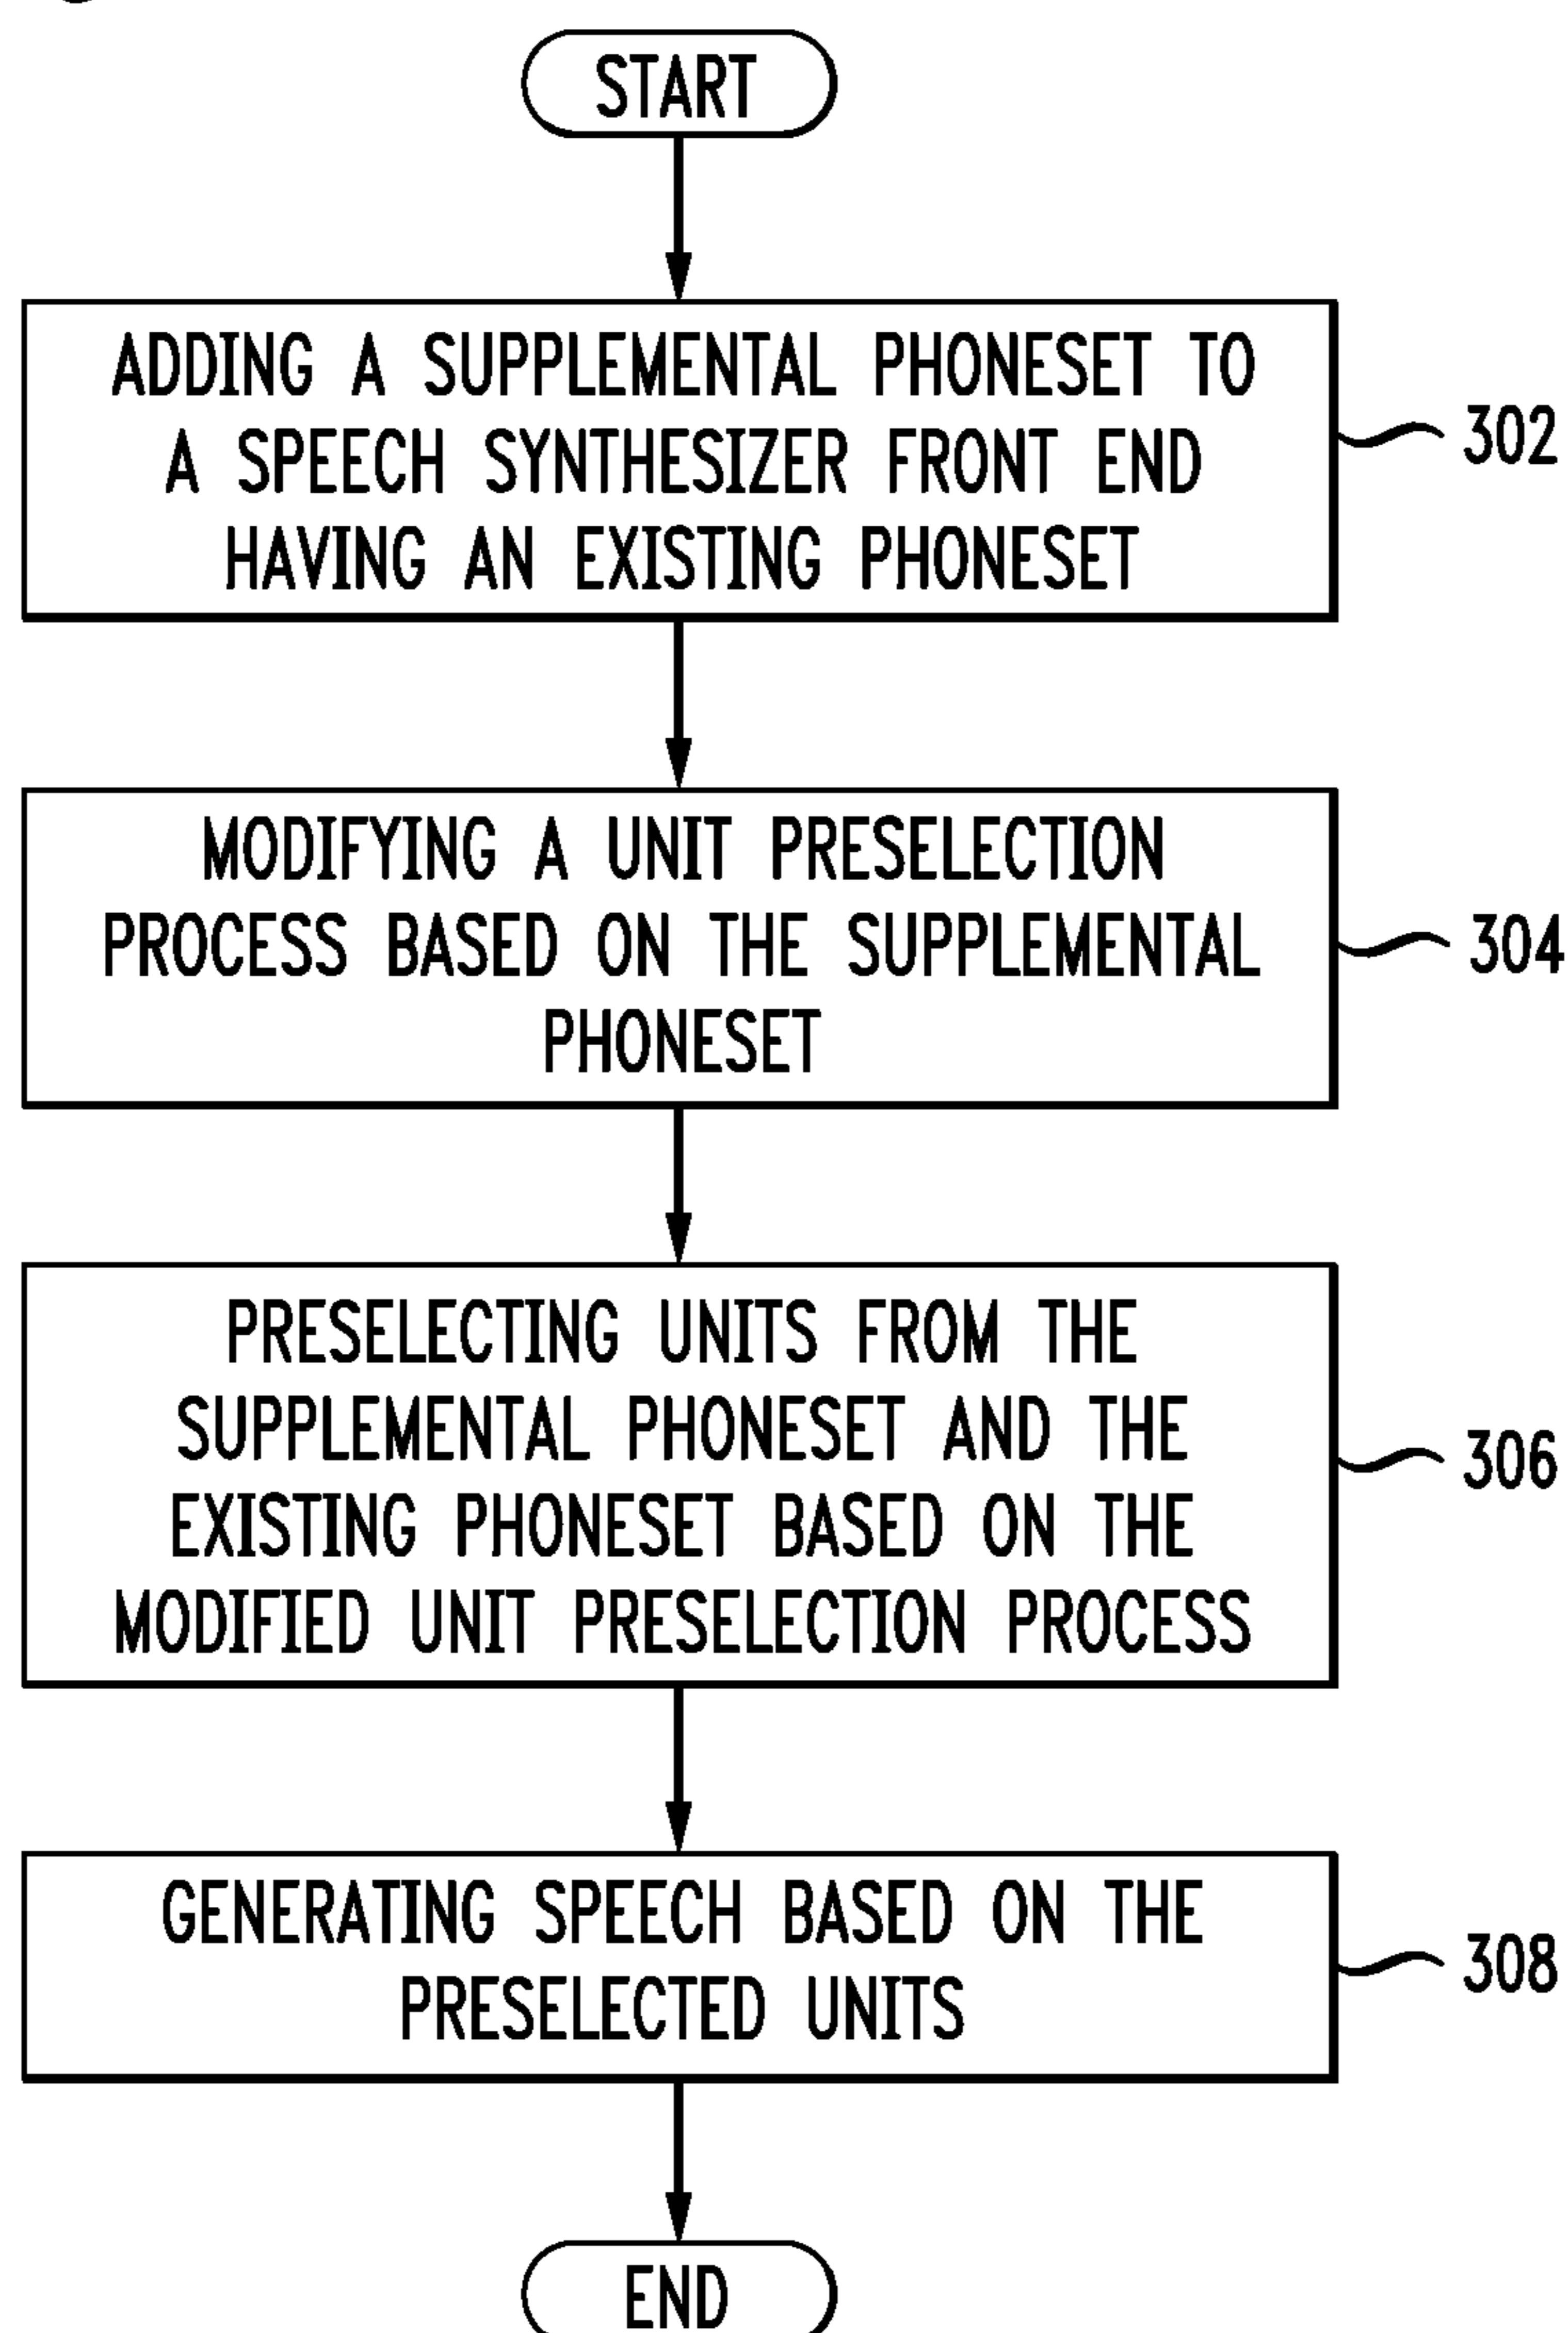 START
ADDING A SUPPLEMENTAL PHONESET TO
A SPEECH SYNTHESIZER FRONT END
HAVING AN EXISTING PHONESET
302
MODIFYING A UNIT PRESELECTION
PROCESS BASED ON THE SUPPLEMENTAL
PHONESET
304
PRESELECTING UNITS FROM THE
SUPPLEMENTAL PHONESET AND THE
EXISTING PHONESET BASED ON THE
MODIFIED UNIT PRESELECTION PROCESS
306
GENERATING SPEECH BASED ON THE
PRESELECTED UNITS
308
END